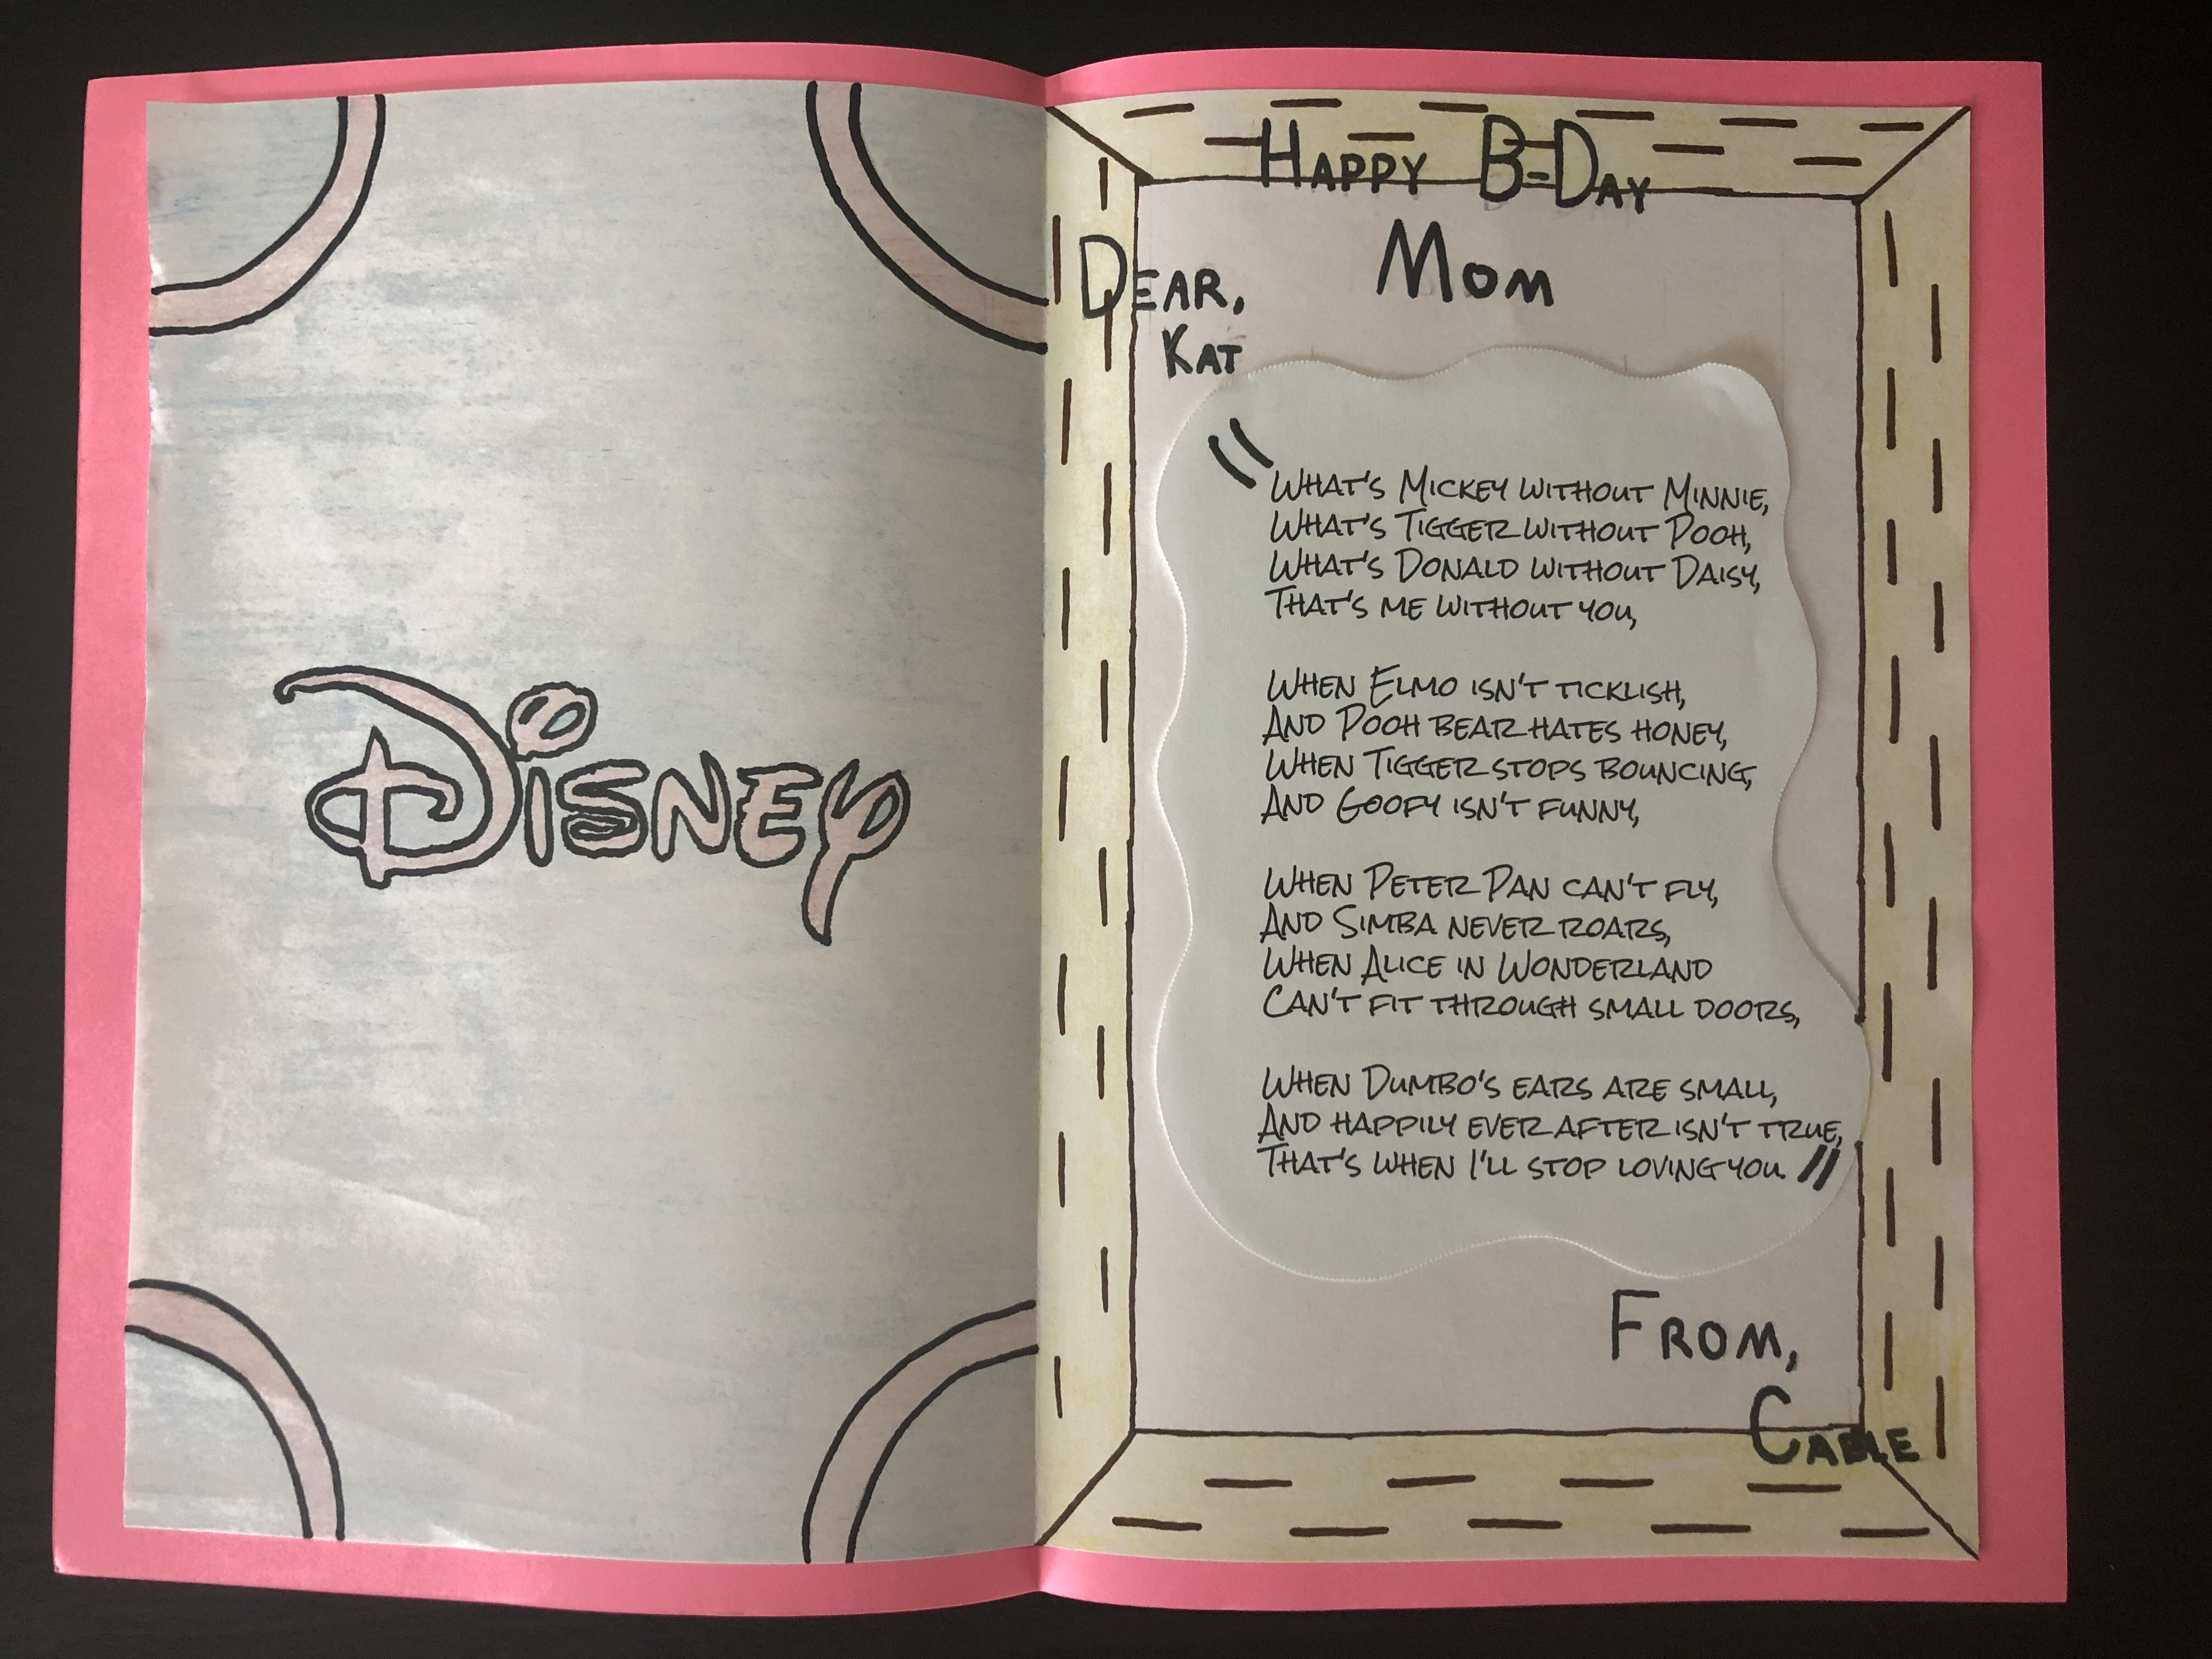 Disney
Happy B-Day
Mom
Dear,
Kat
"What's Mickey without Minnie,
What's Tigger without Pooh,
What's Donald without Daisy,
That's me without you,
When Elmo isn't ticklish,
And Pooh bear hates honey,
When Tigger stops bouncing,
And Goofy isn't funny,
When Peter Pan can't fly,
And Simba never roars,
When Alice in Wonderland
Can't fit through small doors,
When Dumbo's ears are small,
And happily ever after isn't true,
That's when I'll stop loving you."
From,
Cable